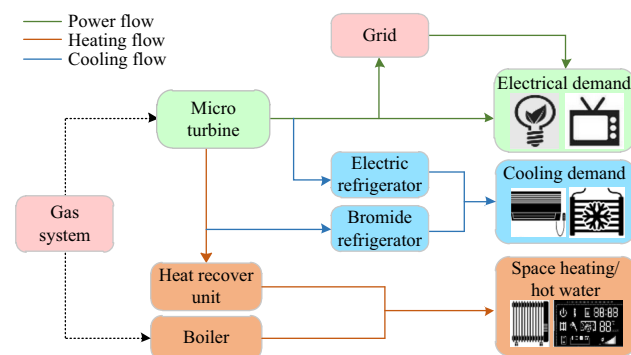 Power flow
Heating flow
Cooling flow
Grid
Electrical demand
Micro
turbine
Electric
refrigerator
Cooling demand
Gas
system
Bromide
refrigerator
Heat recover
unit
Space heating/
hot water
Boiler